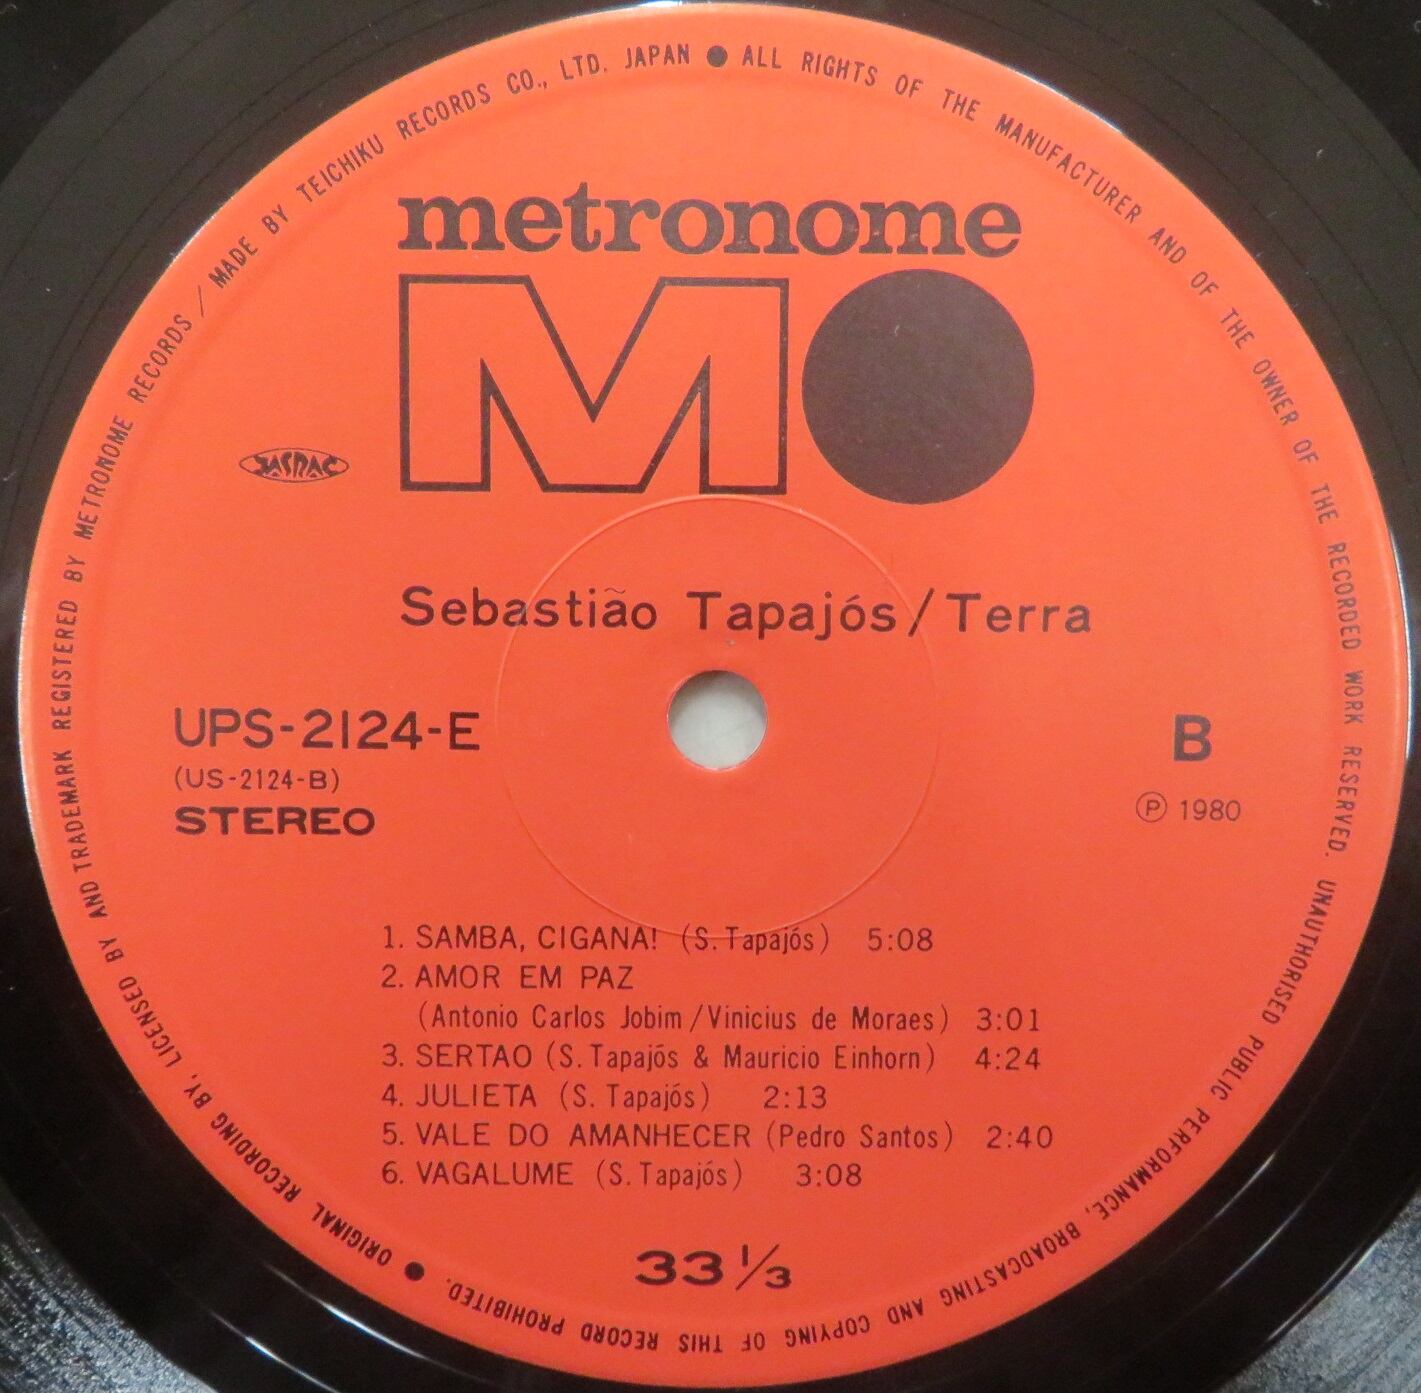 ORIGINAL RECORDING BY, LICENSED BY AND TRADEMARK REGISTERED BY METRONOME RECORDS / MADE BY TEICHIKU RECORDS CO., LTD. JAPAN ● ALL RIGHTS OF THE MANUFACTURER AND OF THE OWNER OF THE RECORDED WORK RESERVED. UNAUTHORISED PUBLIC PERFORMANCE, BROADCASTING AND COPYING OF THIS RECORD PROHIBITED. ●
metronome
M
JASRAC
Sebastião Tapajós/Terra
UPS-2124-E
(US-2124-B)
STEREO
B
Ⓟ 1980
1. SAMBA, CIGANA! (S. Tapajós) 5:08
2. AMOR EM PAZ
(Antonio Carlos Jobim/Vinicius de Moraes) 3:01
3. SERTAO (S. Tapajós & Mauricio Einhorn) 4:24
4. JULIETA (S. Tapajós) 2:13
5. VALE DO AMANHECER (Pedro Santos) 2:40
6. VAGALUME (S. Tapajós) 3:08
33 1/3